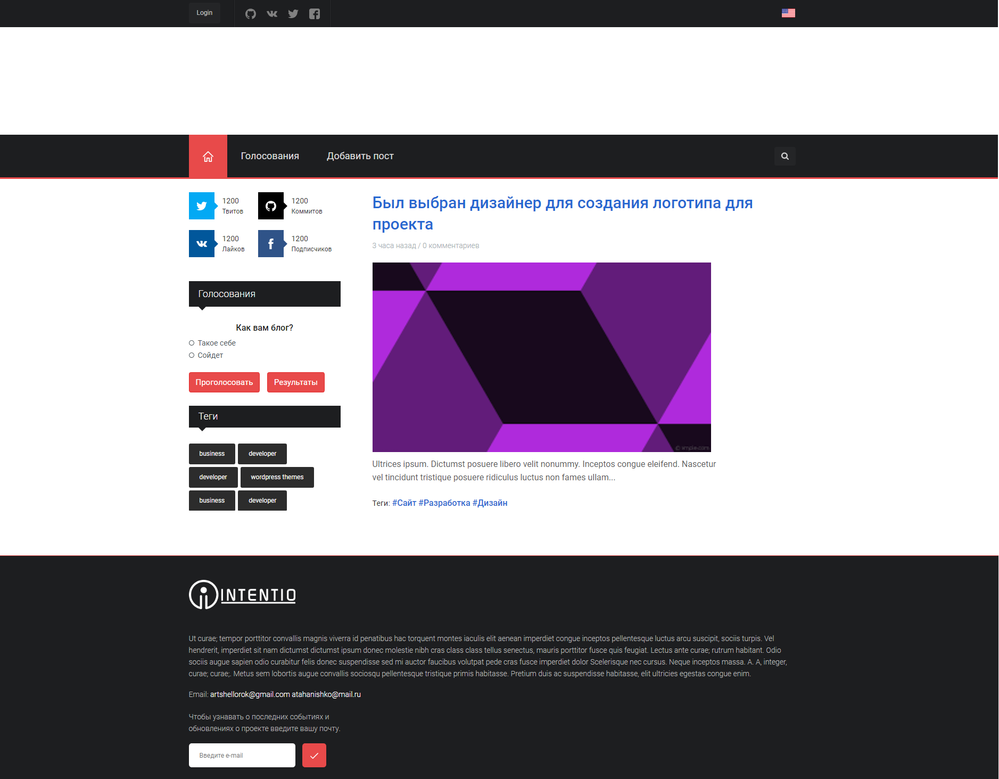 Login
Голосования
Добавить пост
1200
Твитов
1200
Коммитов
1200
Лайков
1200
Подписчиков
Голосования
Как вам блог?
Такое себе
Сойдет
Проголосовать
Результаты
Теги
business
developer
developer
wordpress themes
business
developer
Был выбран дизайнер для создания логотипа для
проекта
3 часа назад / 0 комментариев
Ultrices ipsum. Dictumst posuere libero velit nonummy. Inceptos congue eleifend. Nascetur
vel tincidunt tristique posuere ridiculus luctus non fames ullam...
Теги: #Сайт #Разработка #Дизайн
INTENTIO
Ut curae; tempor porttitor convallis magnis viverra id penatibus hac torquent montes iaculis elit aenean imperdiet congue inceptos pellentesque luctus arcu suscipit, sociis turpis. Vel
hendrerit, imperdiet sit nam dictumst dictumst ipsum donec molestie nibh cras class class tellus senectus, mauris porttitor fusce quis feugiat. Lectus ante curae; rutrum habitant. Odio
sociis augue sapien odio curabitur felis donec suspendisse sed mi auctor faucibus volutpat pede cras fusce imperdiet dolor Scelerisque nec cursus. Neque inceptos massa. A. A, integer,
curae; curae;. Metus sem lobortis augue convallis sociosqu pellentesque tristique primis habitasse. Pretium duis ac suspendisse habitasse, elit ultricies egestas congue enim.
Email: artshellorok@gmail.com atahanishko@mail.ru
Чтобы узнавать о последних событиях и
обновлениях о проекте введите вашу почту.
Введите e-mail